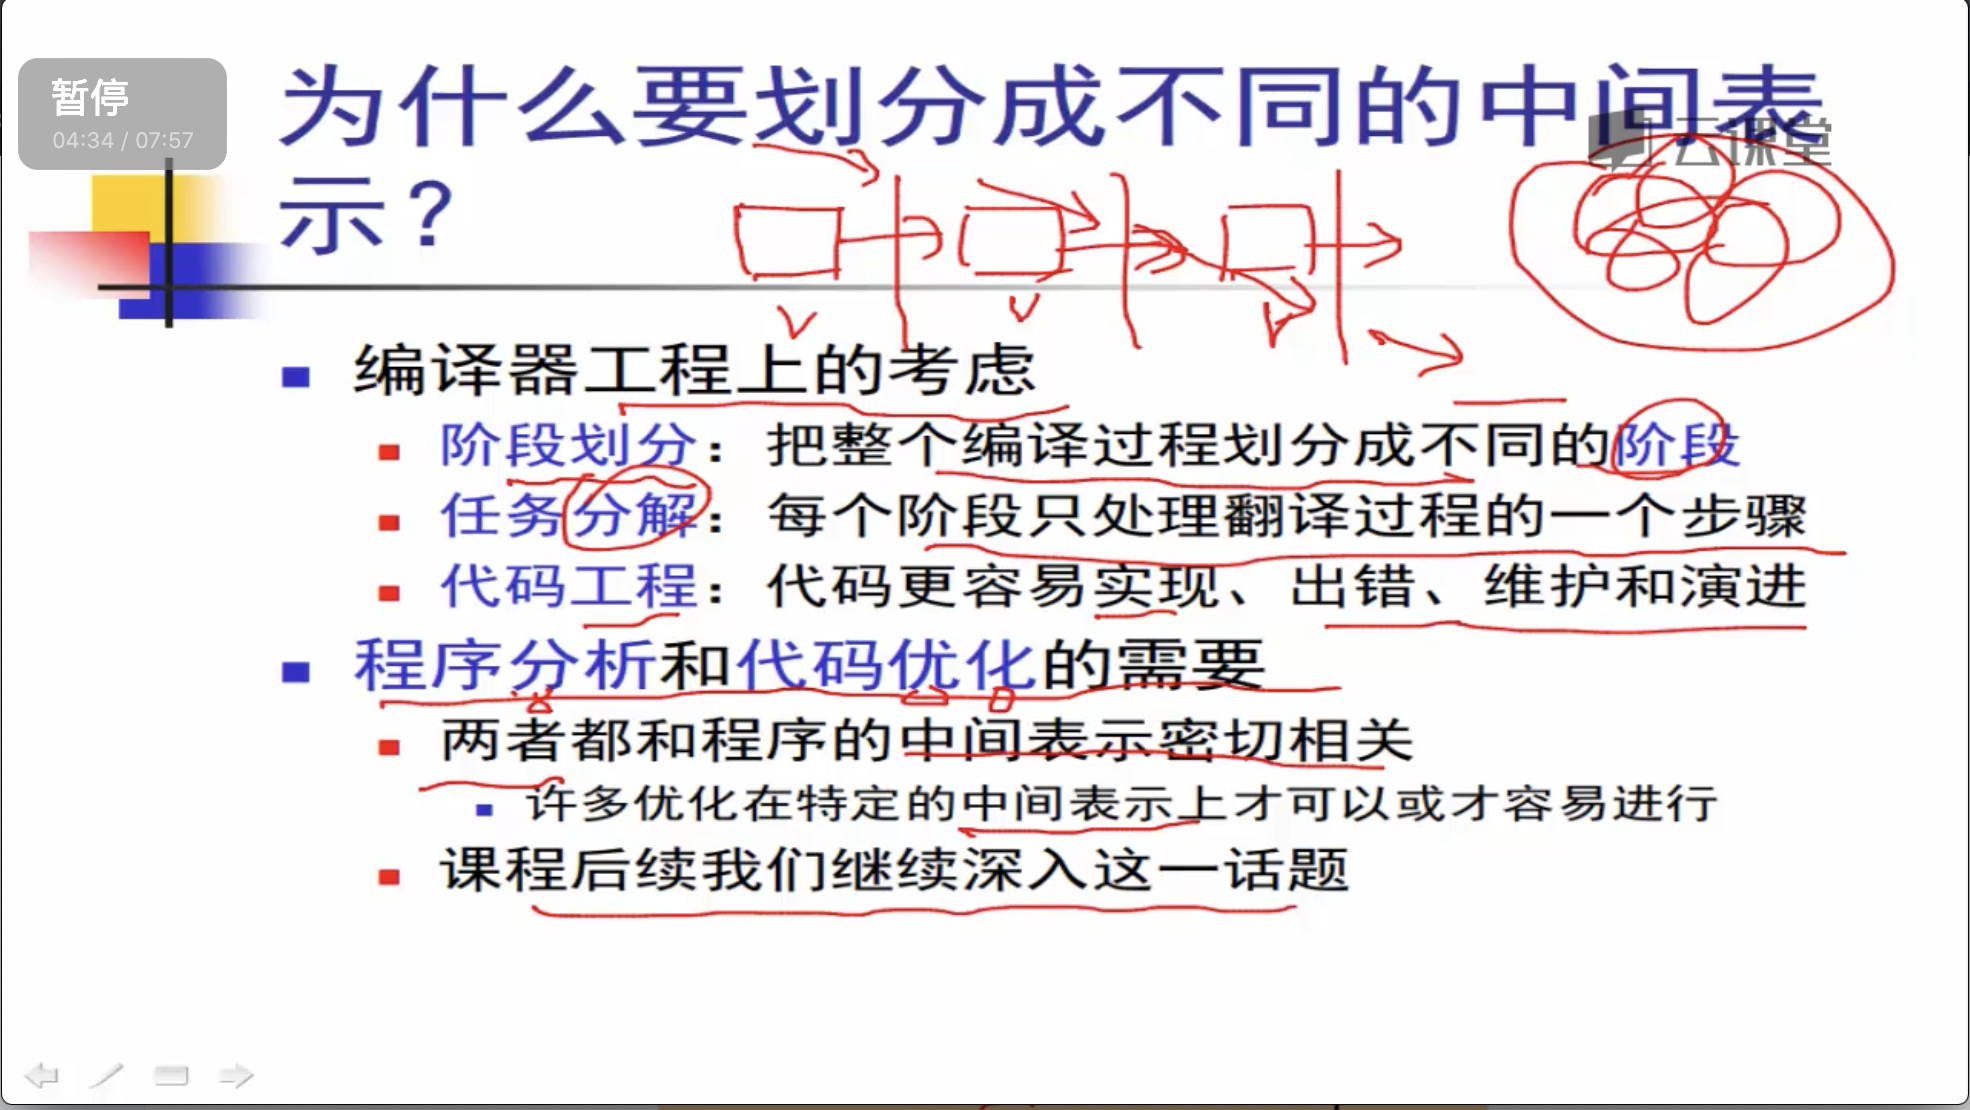 暂停
04:34 / 07:57
为什么要划分成不同的中间表
云课堂
示？
编译器工程上的考虑
阶段划分：把整个编译过程划分成不同的阶段
任务分解：每个阶段只处理翻译过程的一个步骤
代码工程：代码更容易实现、出错、维护和演进
程序分析和代码优化的需要
两者都和程序的中间表示密切相关
许多优化在特定的中间表示上才可以或才容易进行
课程后续我们继续深入这一话题